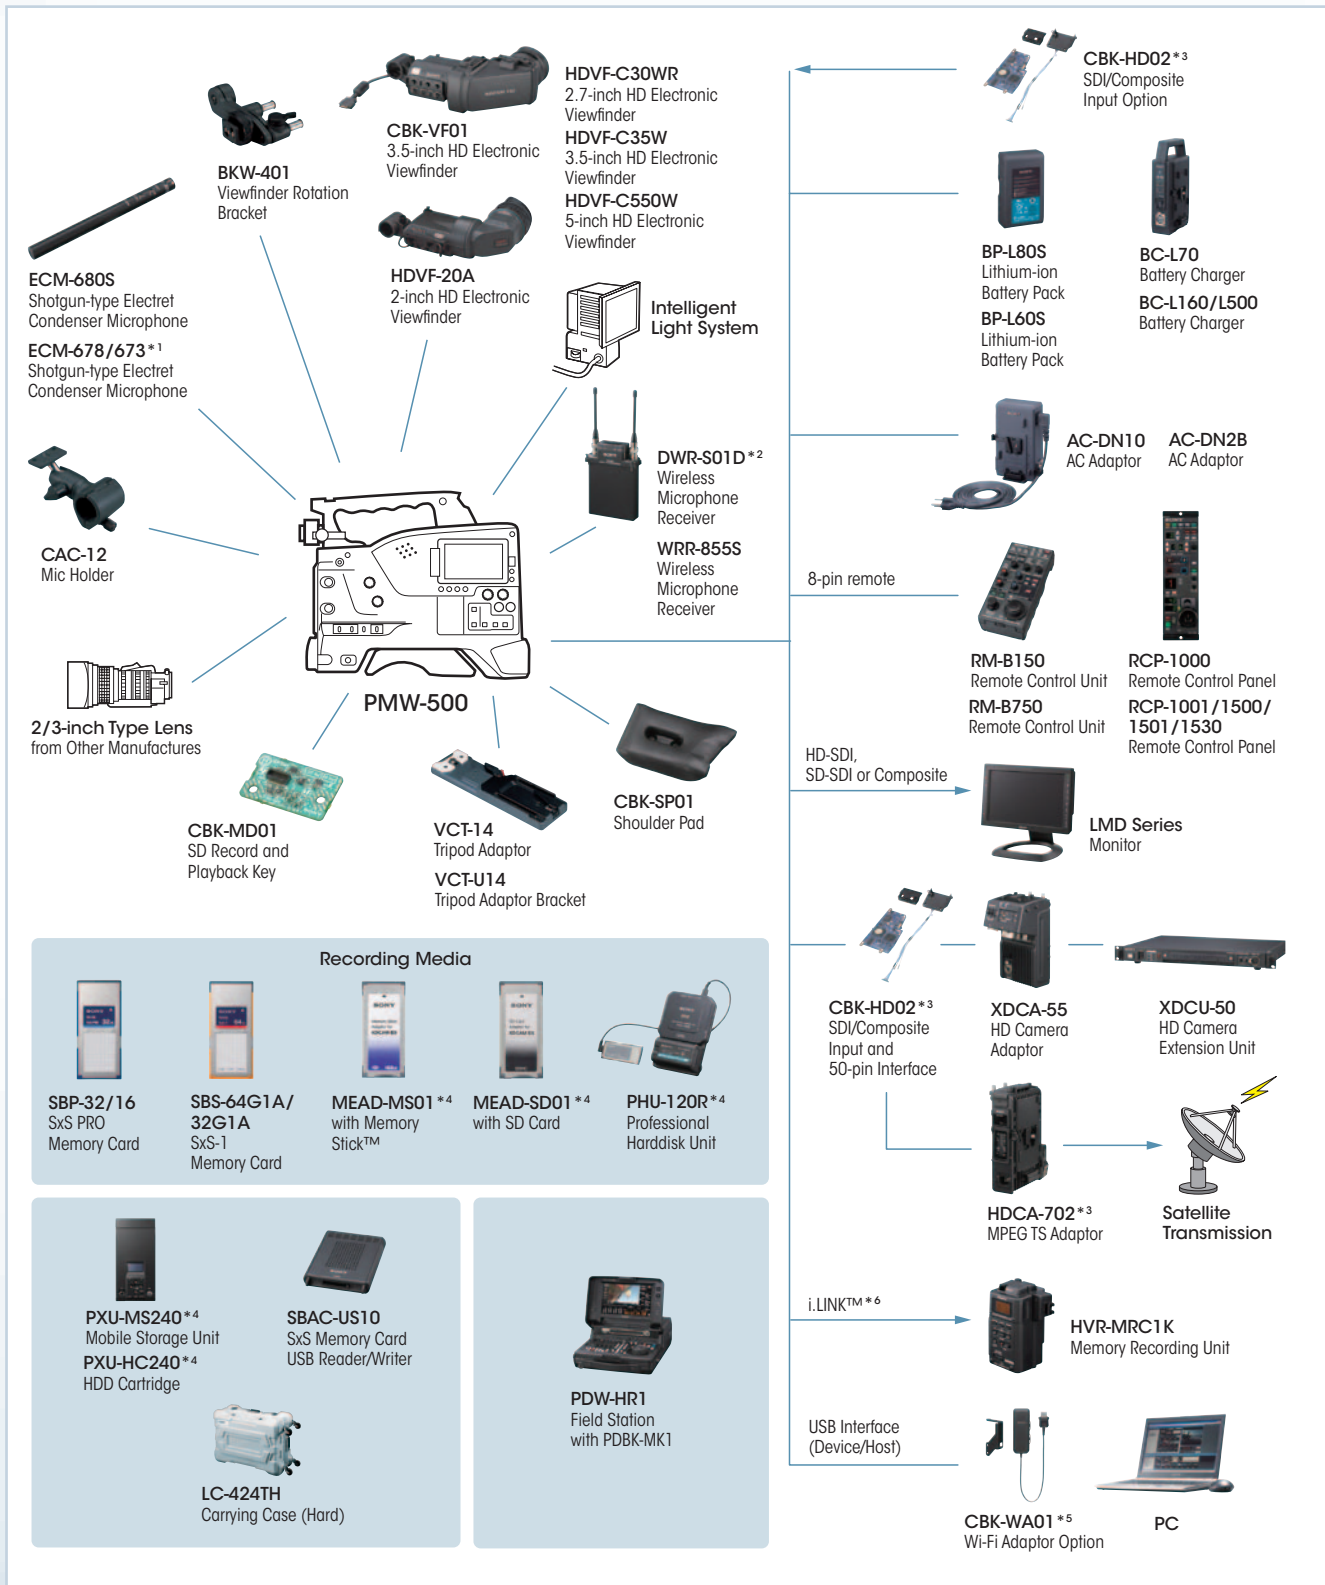 CBK-HD02*3
SDI/Composite
Input Option
HDVF-C30WR
2.7-inch HD Electronic
Viewfinder
HDVF-C35W
3.5-inch HD Electronic
Viewfinder
HDVF-C550W
5-inch HD Electronic
Viewfinder
CBK-VF01
3.5-inch HD Electronic
Viewfinder
BKW-401
Viewfinder Rotation
Bracket
HDVF-20A
2-inch HD Electronic
Viewfinder
ECM-680S
Shotgun-type Electret
Condenser Microphone
ECM-678/673*1
Shotgun-type Electret
Condenser Microphone
Intelligent
Light System
BP-L80S
Lithium-ion
Battery Pack
BP-L60S
Lithium-ion
Battery Pack
BC-L70
Battery Charger
BC-L160/L500
Battery Charger
DWR-S01D*2
Wireless
Microphone
Receiver
WRR-855S
Wireless
Microphone
Receiver
AC-DN10
AC Adaptor
AC-DN2B
AC Adaptor
CAC-12
Mic Holder
8-pin remote
RM-B150
Remote Control Unit
RM-B750
Remote Control Unit
RCP-1000
Remote Control Panel
RCP-1001/1500/
1501/1530
Remote Control Panel
2/3-inch Type Lens
from Other Manufactures
PMW-500
CBK-MD01
SD Record and
Playback Key
VCT-14
Tripod Adaptor
VCT-U14
Tripod Adaptor Bracket
CBK-SP01
Shoulder Pad
HD-SDI,
SD-SDI or Composite
LMD Series
Monitor
CBK-HD02*3
SDI/Composite
Input and
50-pin Interface
XDCA-55
HD Camera
Adaptor
XDCU-50
HD Camera
Extension Unit
Recording Media
SONY
SONY
SBP-32/16
SxS PRO
Memory Card
SBS-64G1A/
32G1A
SxS-1
Memory Card
MEAD-MS01*4
with Memory
Stick™
MEAD-SD01*4
with SD Card
PHU-120R*4
Professional
Harddisk Unit
HDCA-702*3
MPEG TS Adaptor
Satellite
Transmission
PXU-MS240*4
Mobile Storage Unit
PXU-HC240*4
HDD Cartridge
SBAC-US10
SxS Memory Card
USB Reader/Writer
LC-424TH
Carrying Case (Hard)
PDW-HR1
Field Station
with PDBK-MK1
i.LINK™*6
HVR-MRC1K
Memory Recording Unit
USB Interface
(Device/Host)
CBK-WA01*5
Wi-Fi Adaptor Option
PC